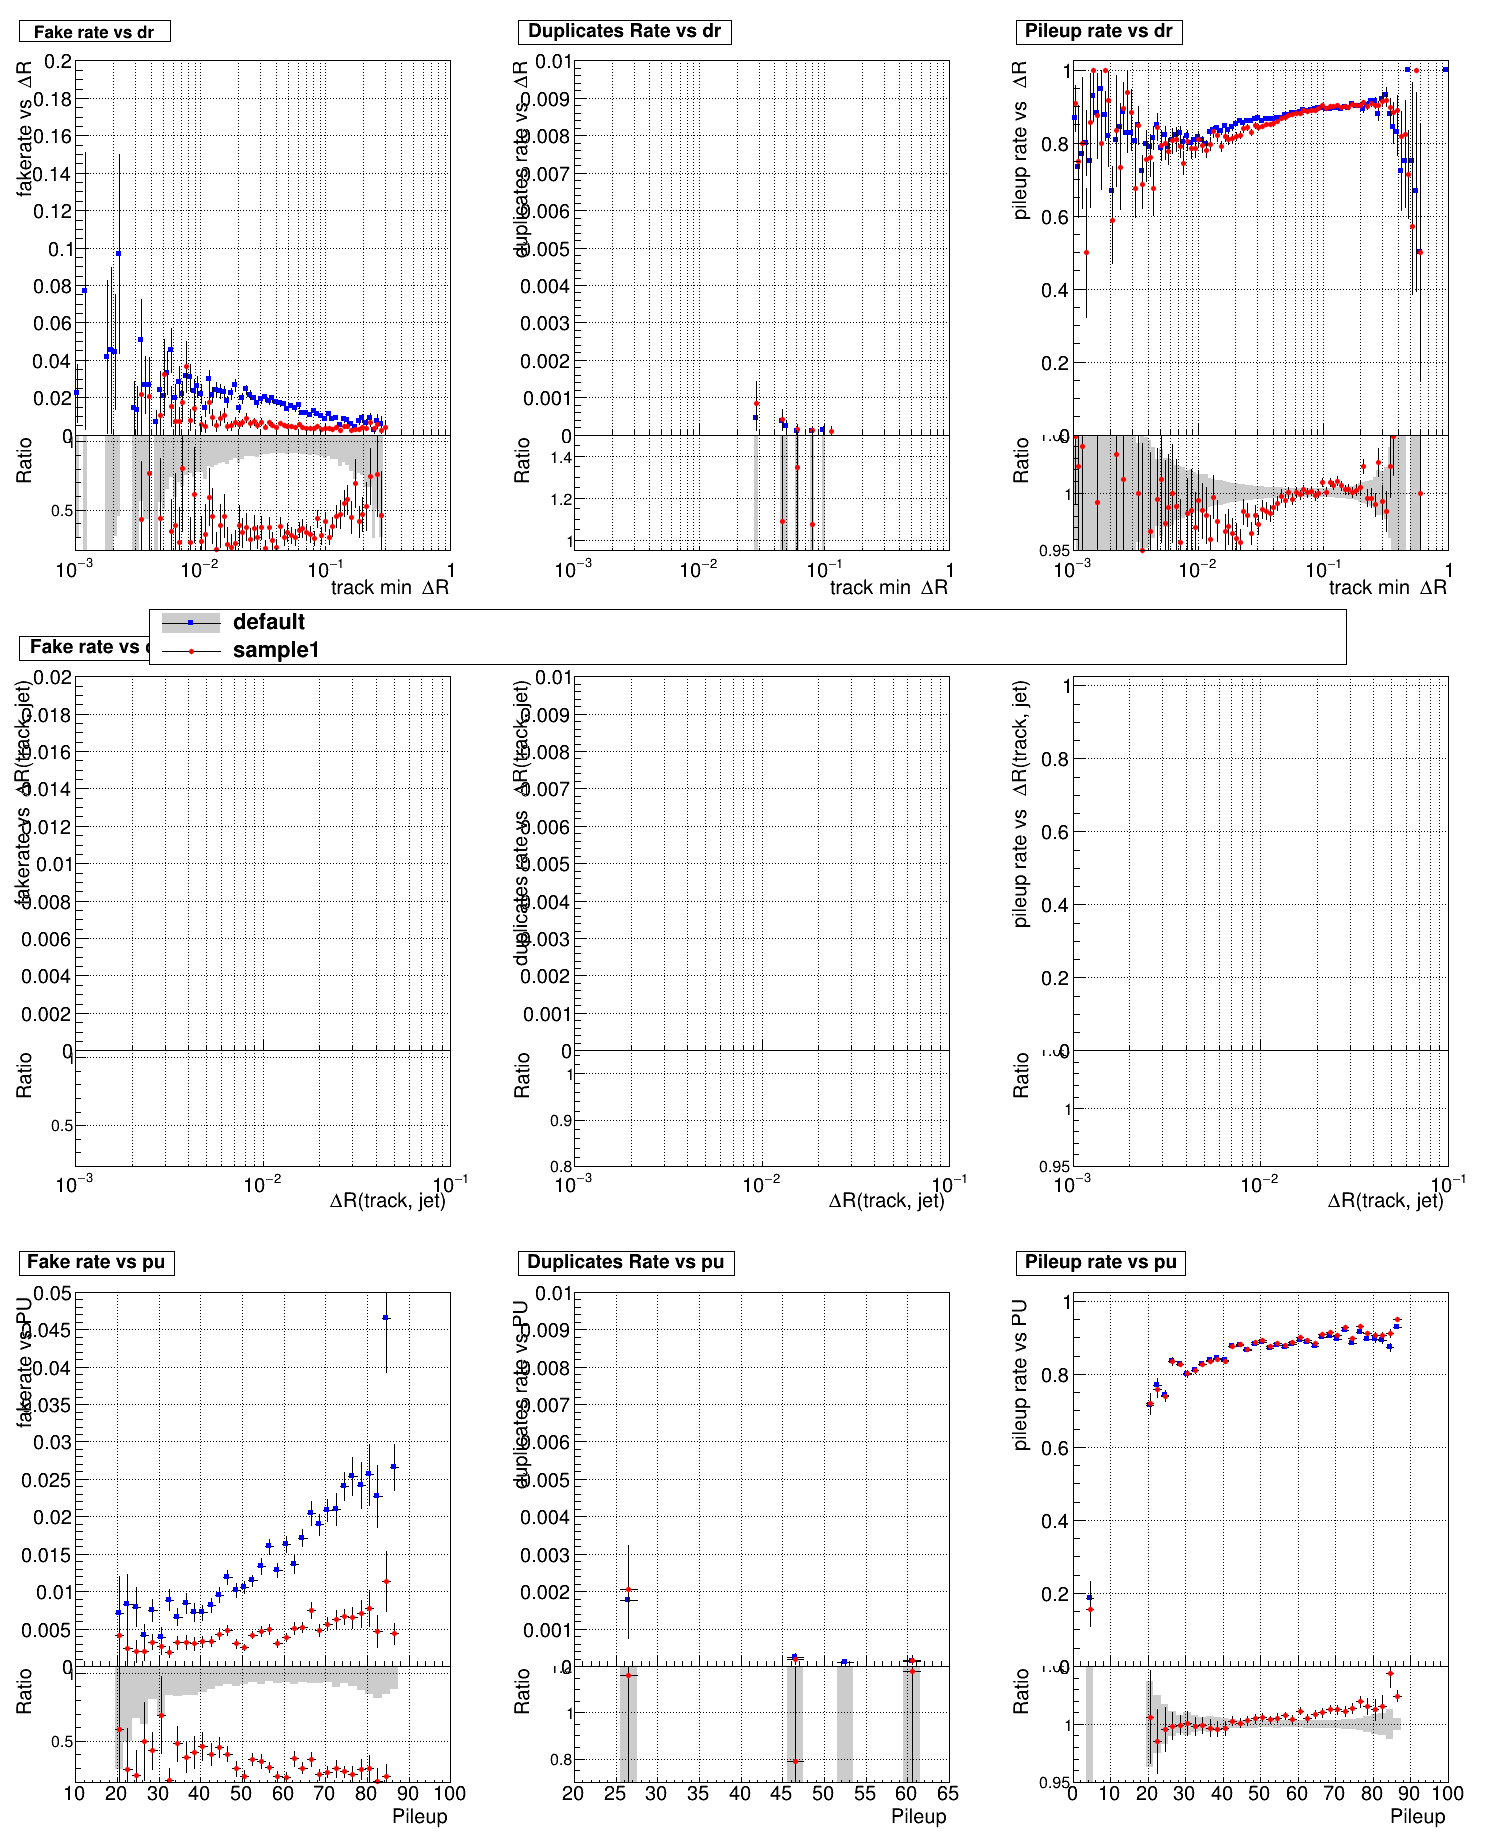 Fake rate vs dr
fakerate vs ΔR
0.2
0.18
0.16
0.14
0.12
0.1
0.08
0.06
0.04
0.02
0
Ratio
0.5
10⁻³ 10⁻² 10⁻¹ 1
track min ΔR
Duplicates Rate vs dr
duplicates rate vs ΔR
0.01
0.009
0.008
0.007
0.006
0.005
0.004
0.003
0.002
0.001
0
Ratio
1.4
1.2
1
10⁻³ 10⁻² 10⁻¹ 1
track min ΔR
Pileup rate vs dr
pileup rate vs ΔR
1
0.8
0.6
0.4
0.2
0
Ratio
1
0.95
10⁻³ 10⁻² 10⁻¹ 1
track min ΔR
default
sample1
Fake rate vs
fakerate vs ΔR(track, jet)
0.02
0.018
0.016
0.014
0.012
0.01
0.008
0.006
0.004
0.002
0
Ratio
1
0.5
10⁻³ 10⁻² 10⁻¹
ΔR(track, jet)
duplicates rate vs ΔR(track, jet)
0.01
0.009
0.008
0.007
0.006
0.005
0.004
0.003
0.002
0.001
0
Ratio
1
0.9
0.8
10⁻³ 10⁻² 10⁻¹
ΔR(track, jet)
pileup rate vs ΔR(track, jet)
1
0.8
0.6
0.4
0.2
0
Ratio
1
0.95
10⁻³ 10⁻² 10⁻¹
ΔR(track, jet)
Fake rate vs pu
fakerate vs PU
0.05
0.045
0.04
0.035
0.03
0.025
0.02
0.015
0.01
0.005
0
Ratio
1
0.5
10 20 30 40 50 60 70 80 90 100
Pileup
Duplicates Rate vs pu
duplicates rate vs PU
0.01
0.009
0.008
0.007
0.006
0.005
0.004
0.003
0.002
0.001
0
Ratio
1
0.8
20 25 30 35 40 45 50 55 60 65
Pileup
Pileup rate vs pu
pileup rate vs PU
1
0.8
0.6
0.4
0.2
0
Ratio
1
0.95
0 10 20 30 40 50 60 70 80 90 100
Pileup